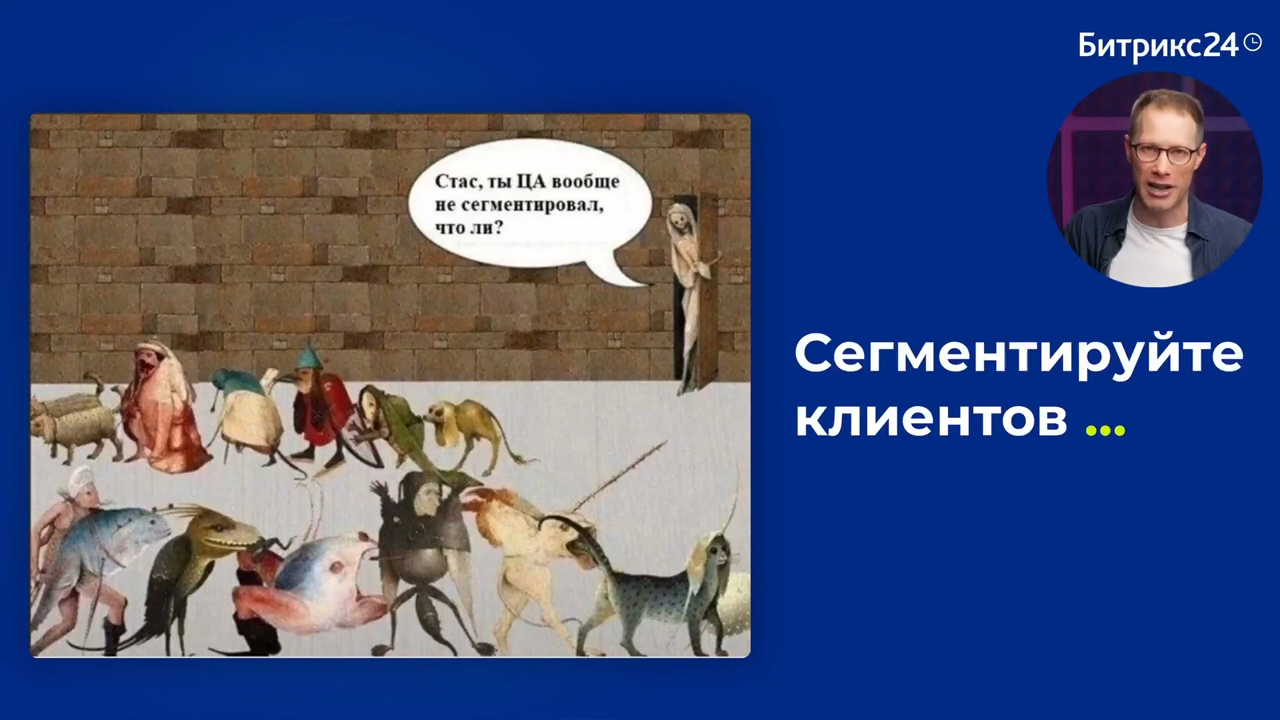 Битрикс24
Стас, ты ЦА вообще
не сегментировал,
что ли?
Сегментируйте
клиентов ...